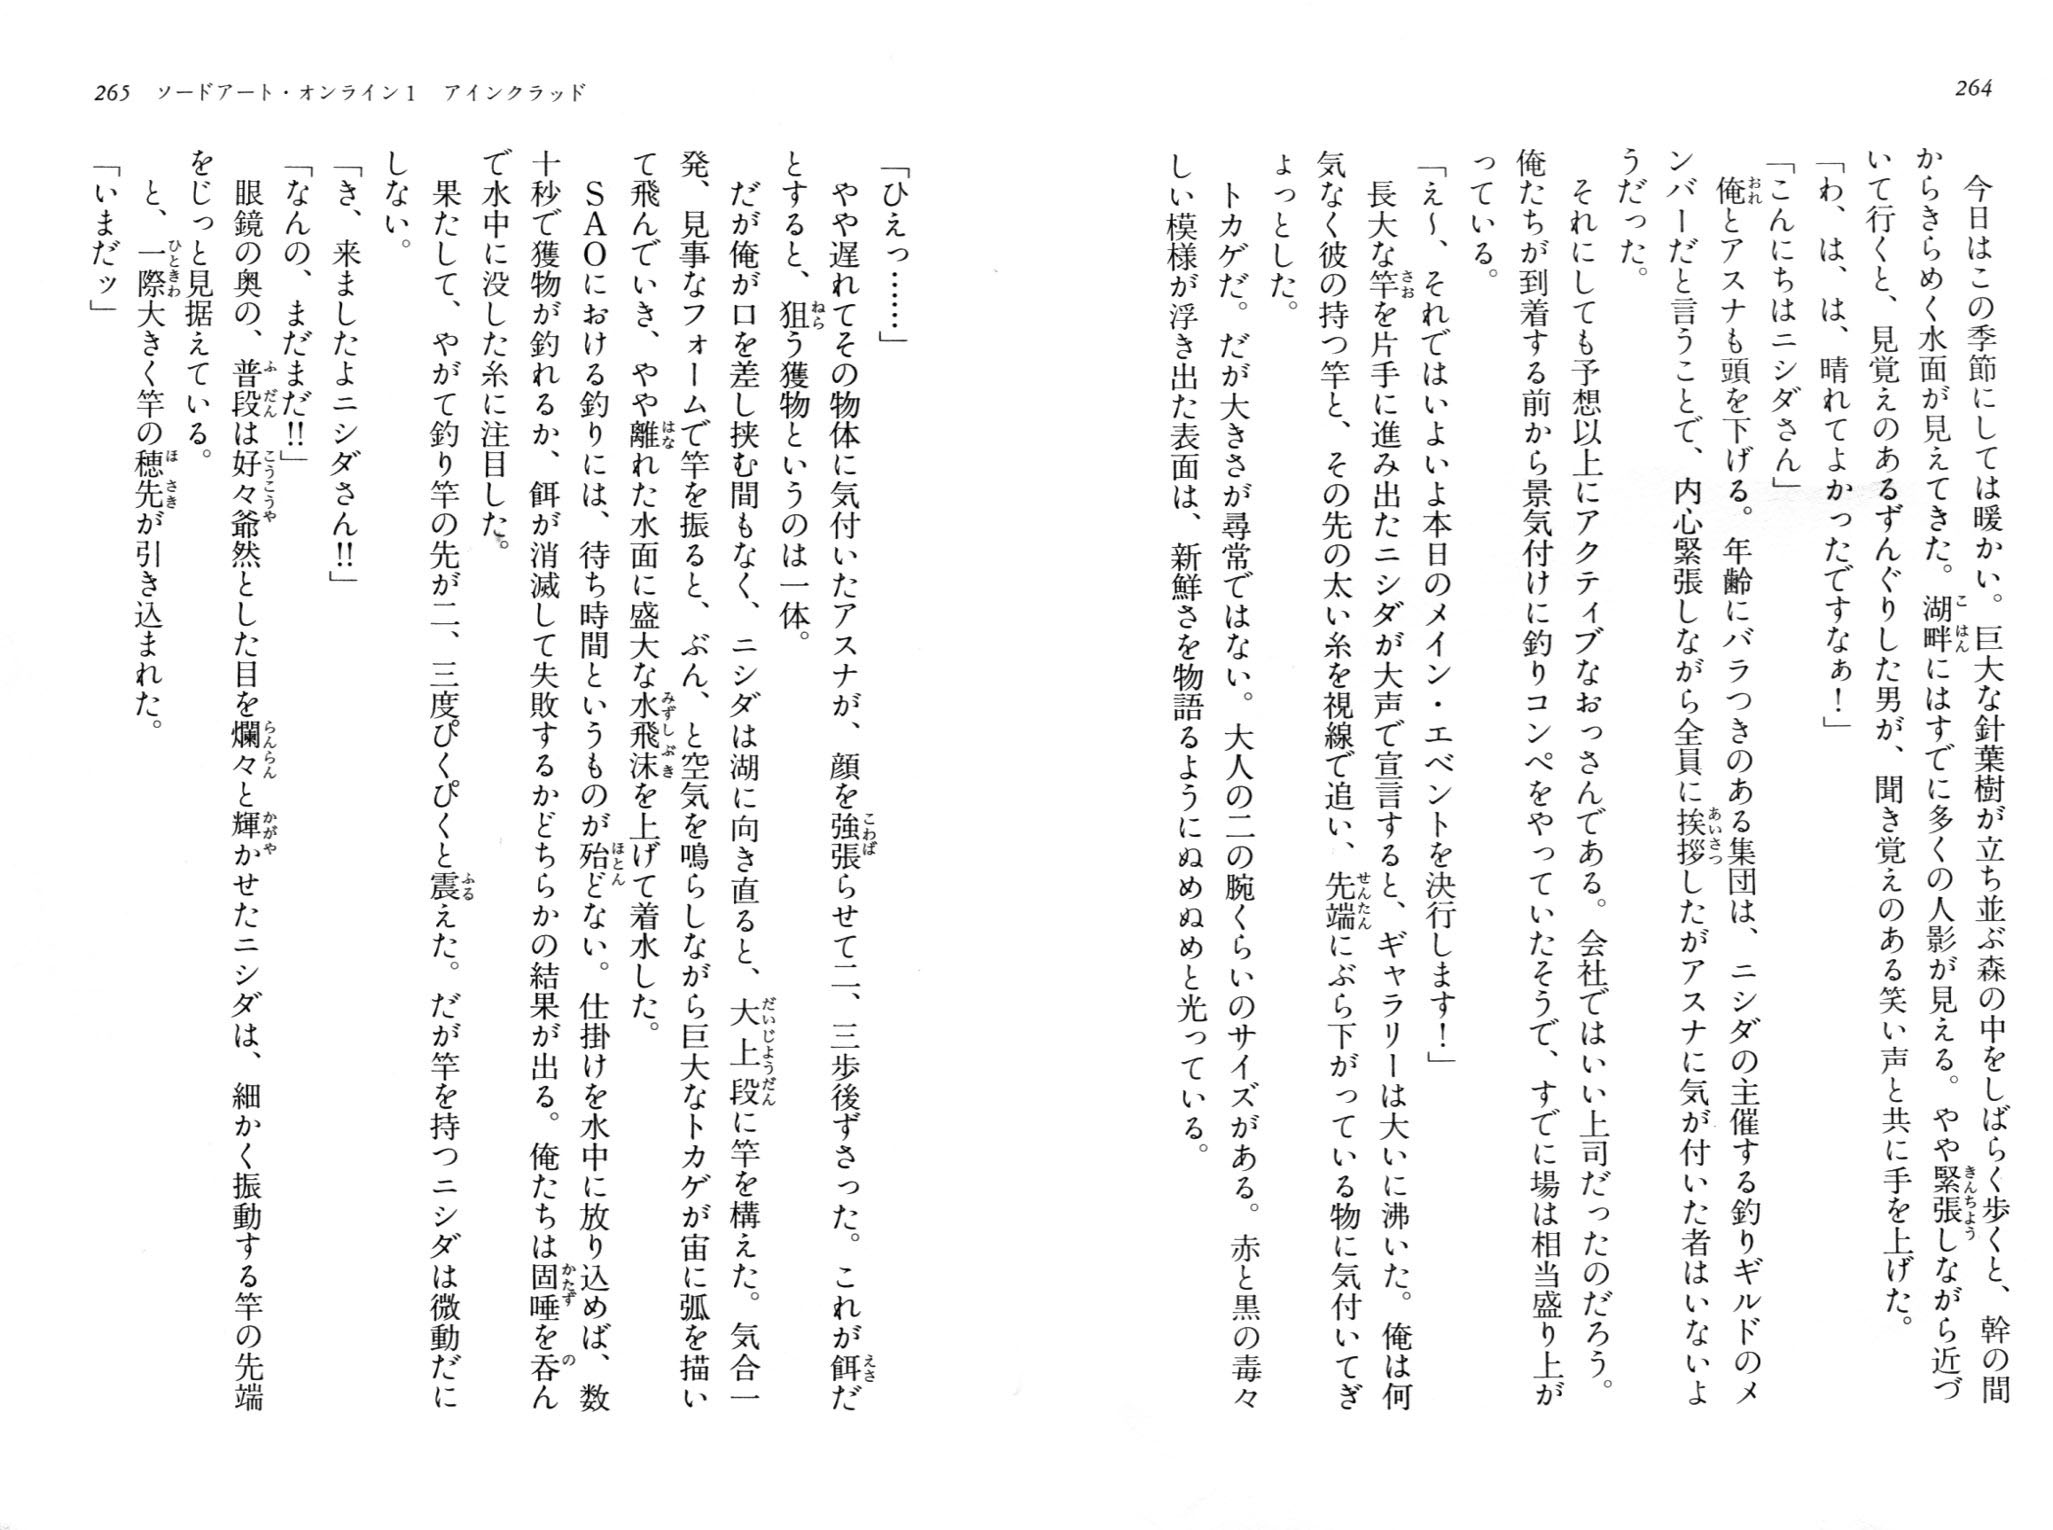 264
今日はこの季節にしては暖かい。巨大な針葉樹が立ち並ぶ森の中をしばらく歩くと、幹の間
からきらめく水面が見えてきた。湖畔にはすでに多くの人影が見える。やや緊張しながら近づ
いて行くと、見覚えのあるずんぐりした男が、聞き覚えのある笑い声と共に手を上げた。
「わ、は、は、晴れてよかったですなぁ！」
「こんにちはニシダさん」
俺とアスナも頭を下げる。年齢にバラつきのある集団は、ニシダの主催する釣りギルドのメ
ンバーだと言うことで、内心緊張しながら全員に挨拶したがアスナに気が付いた者はいないよ
うだった。
それにしても予想以上にアクティブなおっさんである。会社ではいい上司だったのだろう。
俺たちが到着する前から景気付けに釣りコンペをやっていたそうで、すでに場は相当盛り上が
っている。
「え〜、それではいよいよ本日のメイン・エベントを決行します！」
長大な竿を片手に進み出たニシダが大声で宣言すると、ギャラリーは大いに沸いた。俺は何
気なく彼の持つ竿と、その先の太い糸を視線で追い、先端にぶら下がっている物に気付いてぎ
ょっとした。
トカゲだ。だが大きさが尋常ではない。大人の二の腕くらいのサイズがある。赤と黒の毒々
しい模様が浮き出た表面は、新鮮さを物語るようにぬめぬめと光っている。
265 ソードアート・オンライン1 アインクラッド
「ひえっ……」
やや遅れてその物体に気付いたアスナが、顔を強張らせて二、三歩後ずさった。これが餌だ
とすると、狙う獲物というのは一体。
だが俺が口を差し挟む間もなく、ニシダは湖に向き直ると、大上段に竿を構えた。気合一
発、見事なフォームで竿を振ると、ぶん、と空気を鳴らしながら巨大なトカゲが宙に弧を描い
て飛んでいき、やや離れた水面に盛大な水飛沫を上げて着水した。
ＳＡＯにおける釣りには、待ち時間というものが殆どない。仕掛けを水中に放り込めば、数
十秒で獲物が釣れるか、餌が消滅して失敗するかどちらかの結果が出る。俺たちは固唾を呑ん
で水中に没した糸に注目した。
果たして、やがて釣り竿の先が二、三度ぴくぴくと震えた。だが竿を持つニシダは微動だに
しない。
「き、来ましたよニシダさん!!」
「なんの、まだまだ!!」
眼鏡の奥の、普段は好々爺然とした目を爛々と輝かせたニシダは、細かく振動する竿の先端
をじっと見据えている。
と、一際大きく竿の穂先が引き込まれた。
「いまだッ」